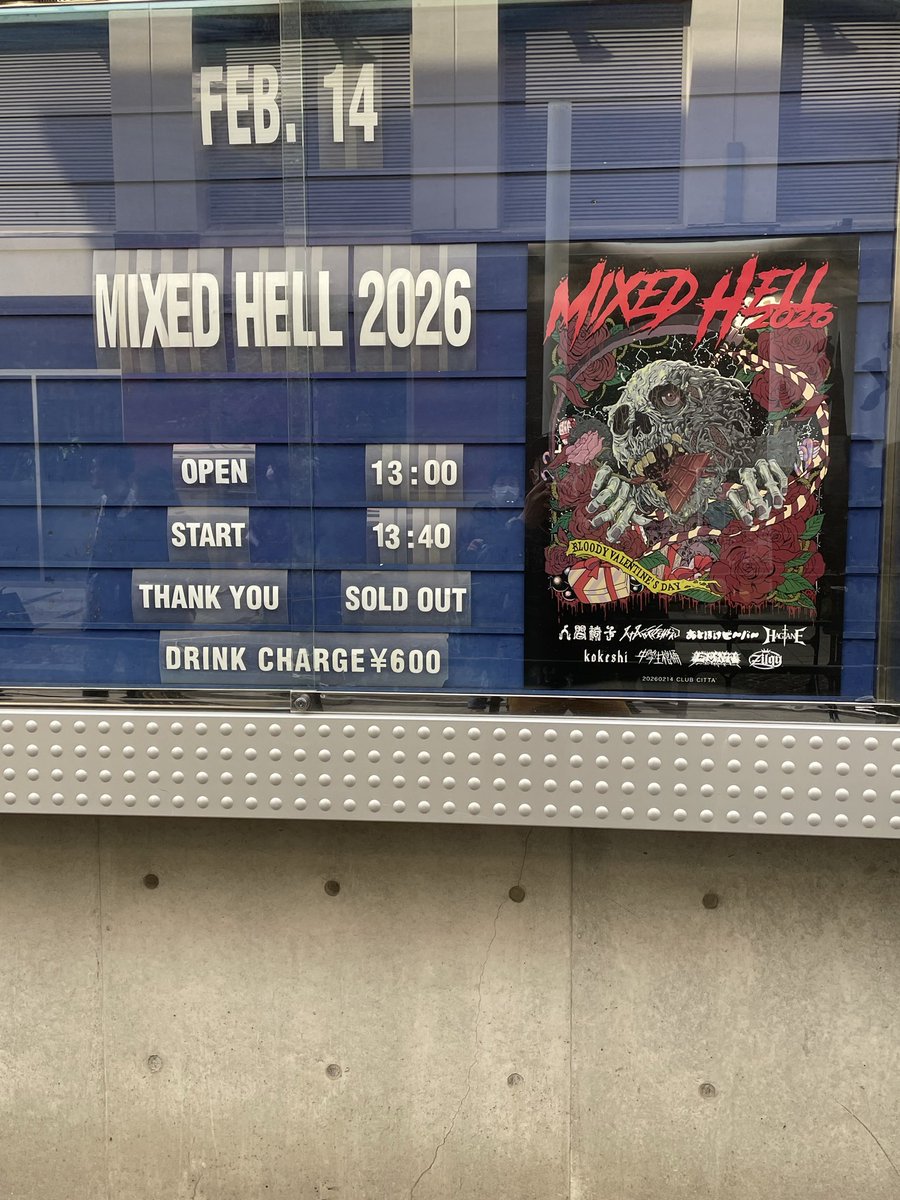 FEB. 14
MIXED HELL 2026
OPEN 13:00
START 13:40
THANK YOU SOLD OUT
DRINK CHARGE¥600
MIXED HELL
2026
BLOODY VALENTINE'S DAY
人間椅子 HAGANE
kokeshi
20260214 CLUB CITTA'